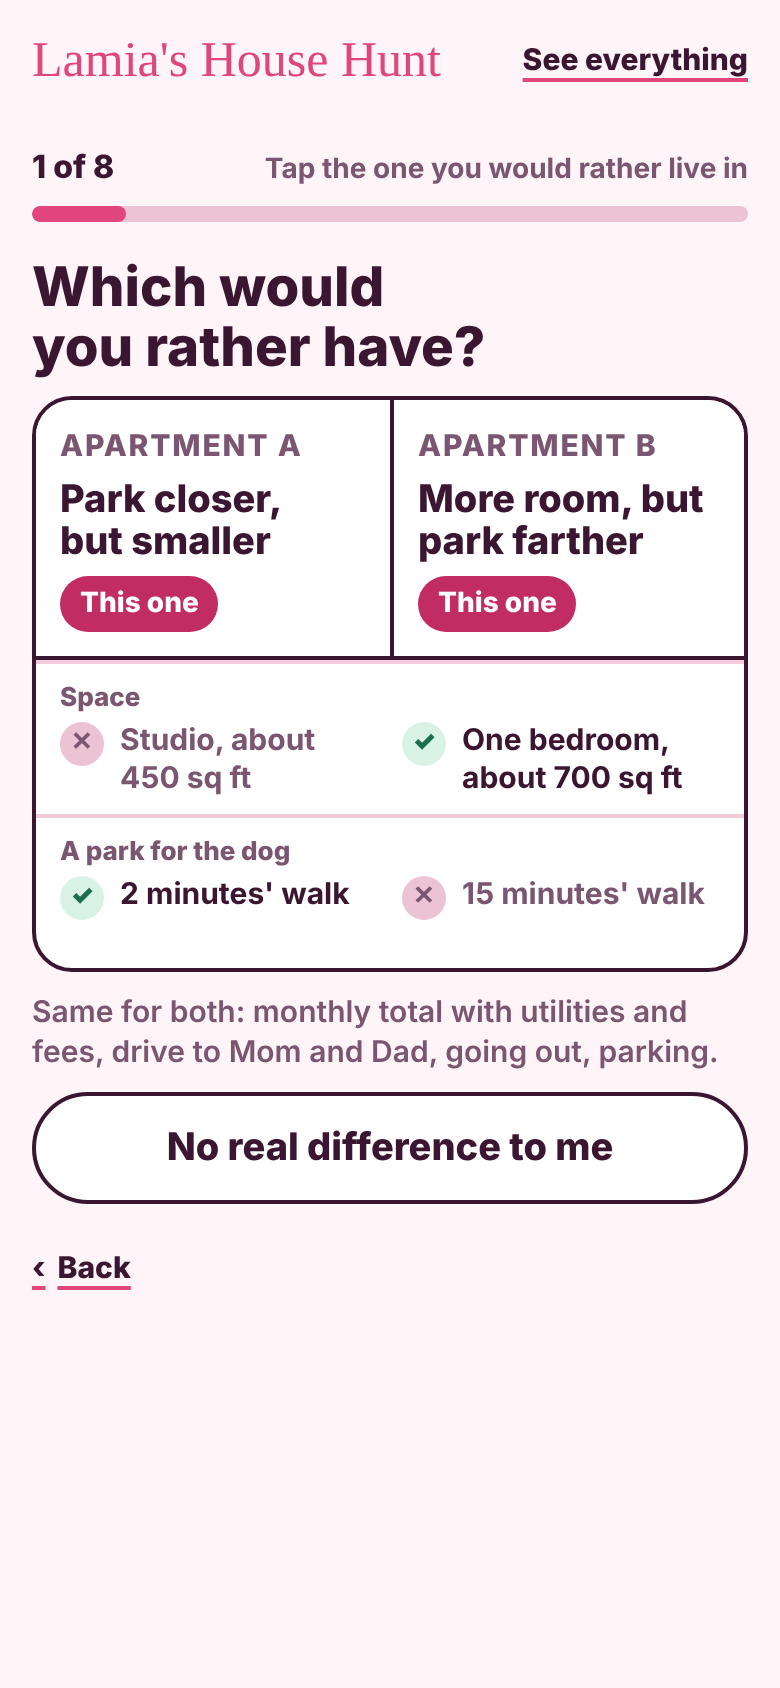 Lamia's House Hunt
See everything
1 of 8
Tap the one you would rather live in
Which would
you rather have?
APARTMENT A
Park closer,
but smaller
This one
APARTMENT B
More room, but
park farther
This one
Space
Studio, about
450 sq ft
One bedroom,
about 700 sq ft
A park for the dog
2 minutes' walk
15 minutes' walk
Same for both: monthly total with utilities and
fees, drive to Mom and Dad, going out, parking.
No real difference to me
‹ Back